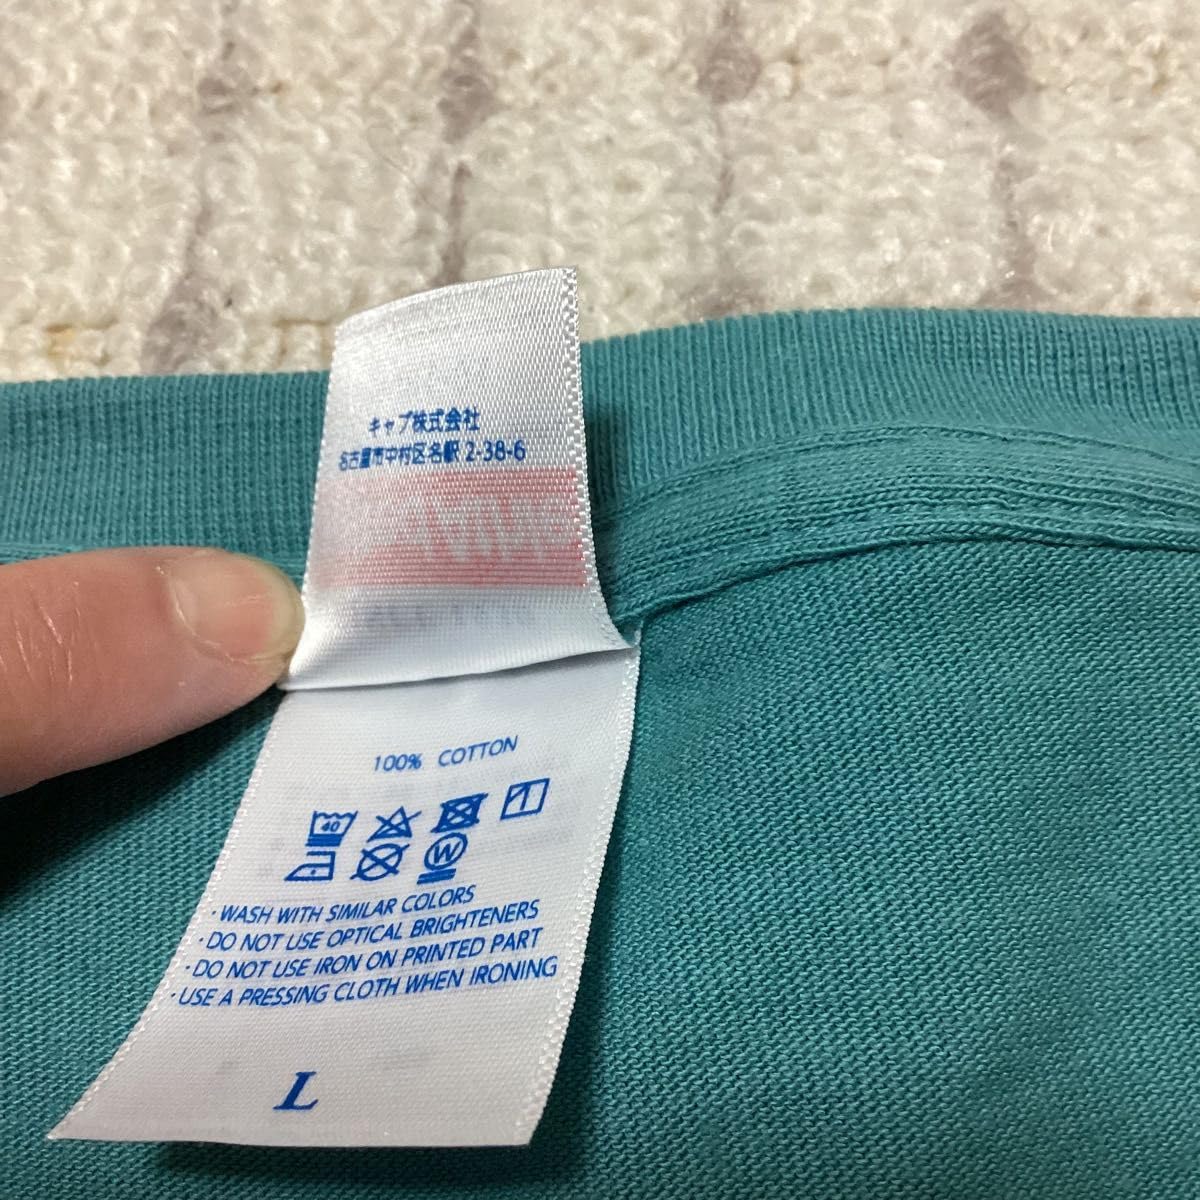 キャブ株式会社
名古屋市中村区名駅 2-38-6
100% COTTON
40
W
· WASH WITH SIMILAR COLORS
· DO NOT USE OPTICAL BRIGHTENERS
· DO NOT USE IRON ON PRINTED PART
· USE A PRESSING CLOTH WHEN IRONING
L